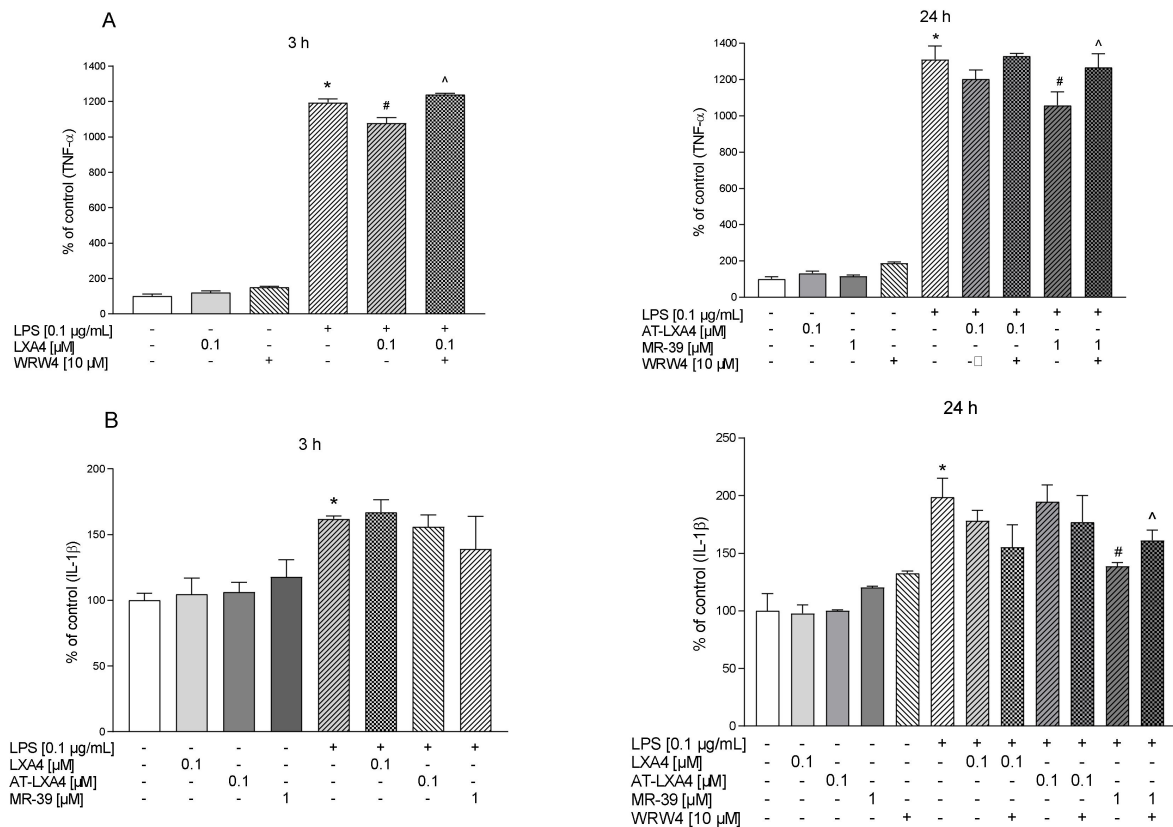 A
3 h
* # ^
% of control (TNF-α)
1400
1200
1000
800
600
400
200
0
LPS [0.1 µg/mL] - - - + + +
LXA4 [µM] - 0.1 - - 0.1 0.1
WRW4 [10 µM] - - + - - +
24 h
* # ^
% of control (TNF-α)
1400
1200
1000
800
600
400
200
0
LPS [0.1 µg/mL] - - - - + + + + +
AT-LXA4 [µM] - 0.1 - - - 0.1 0.1 - -
MR-39 [µM] - - 1 - - - - 1 1
WRW4 [10 µM] - - - + - -□ + - +
B
3 h
*
% of control (IL-1β)
200
150
100
50
0
LPS [0.1 µg/mL] - - - - + + + +
LXA4 [µM] - 0.1 - - - 0.1 - -
AT-LXA4 [µM] - - 0.1 - - - 0.1 -
MR-39 [µM] - - - 1 - - - 1
24 h
* # ^
% of control (IL-1β)
250
200
150
100
50
0
LPS [0.1 µg/mL] - - - - - + + + + + + +
LXA4 [µM] - 0.1 - - - - 0.1 0.1 - - - -
AT-LXA4 [µM] - - 0.1 - - - - - 0.1 0.1 - -
MR-39 [µM] - - - 1 - - - - - - 1 1
WRW4 [10 µM] - - - - + - - + - + - +